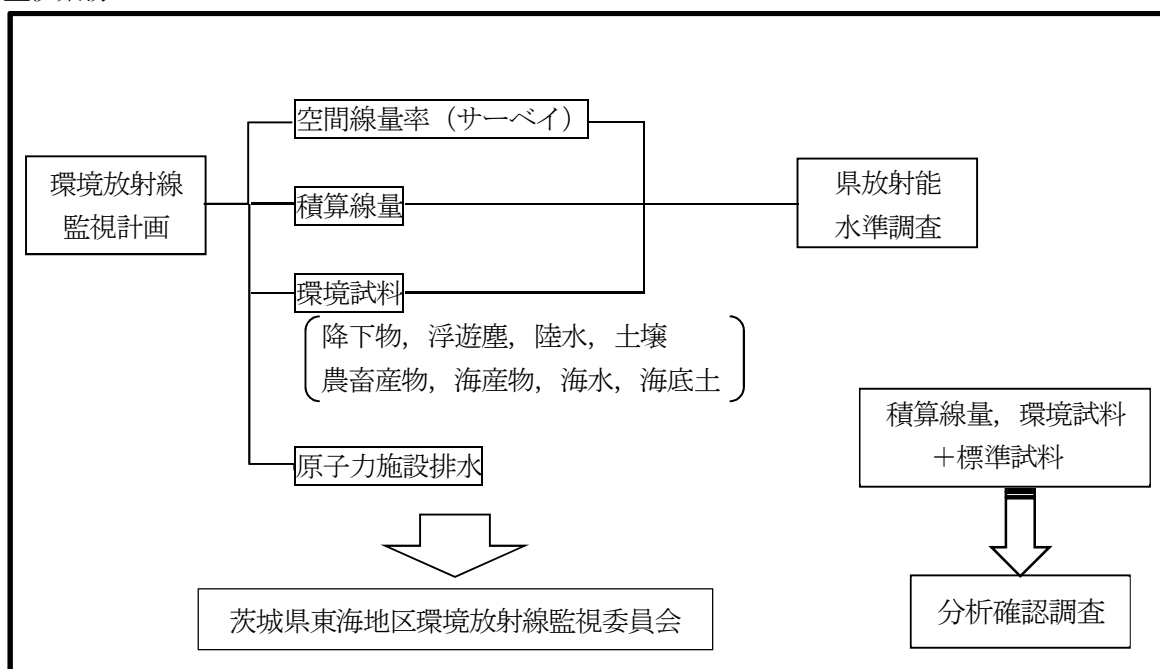 空間線量率（サーベイ）
環境放射線
監視計画
積算線量
県放射能
水準調査
環境試料
降下物，浮遊塵，陸水，土壌
農畜産物，海産物，海水，海底土
原子力施設排水
積算線量，環境試料
＋標準試料
茨城県東海地区環境放射線監視委員会
分析確認調査